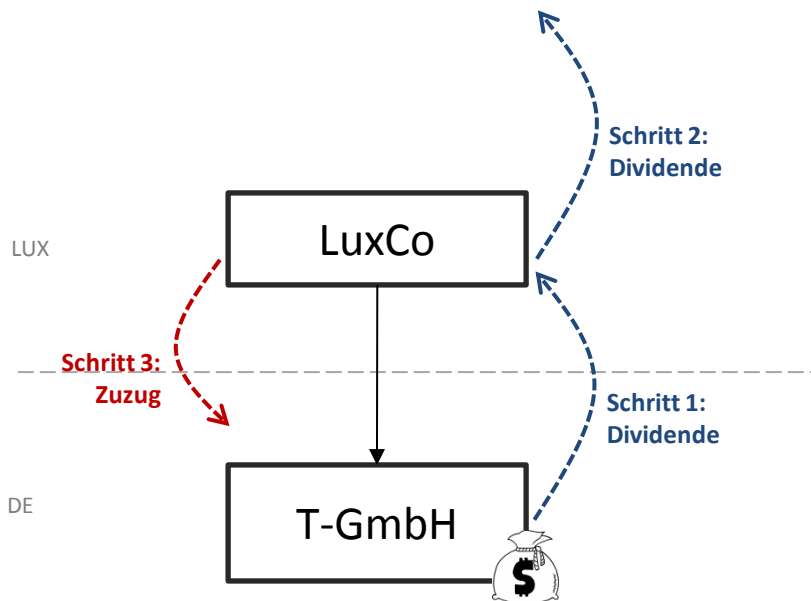 Schritt 2:
Dividende
LuxCo
LUX
Schritt 3:
Zuzug
Schritt 1:
Dividende
DE
T-GmbH
$